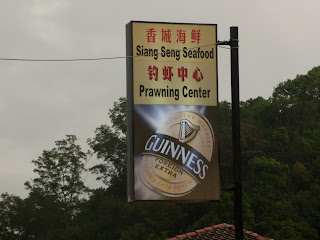 香城海鲜
Siang Seng Seafood
钓虾中心
Prawning Center
GUINNESS
FOREIGN
EXTRA